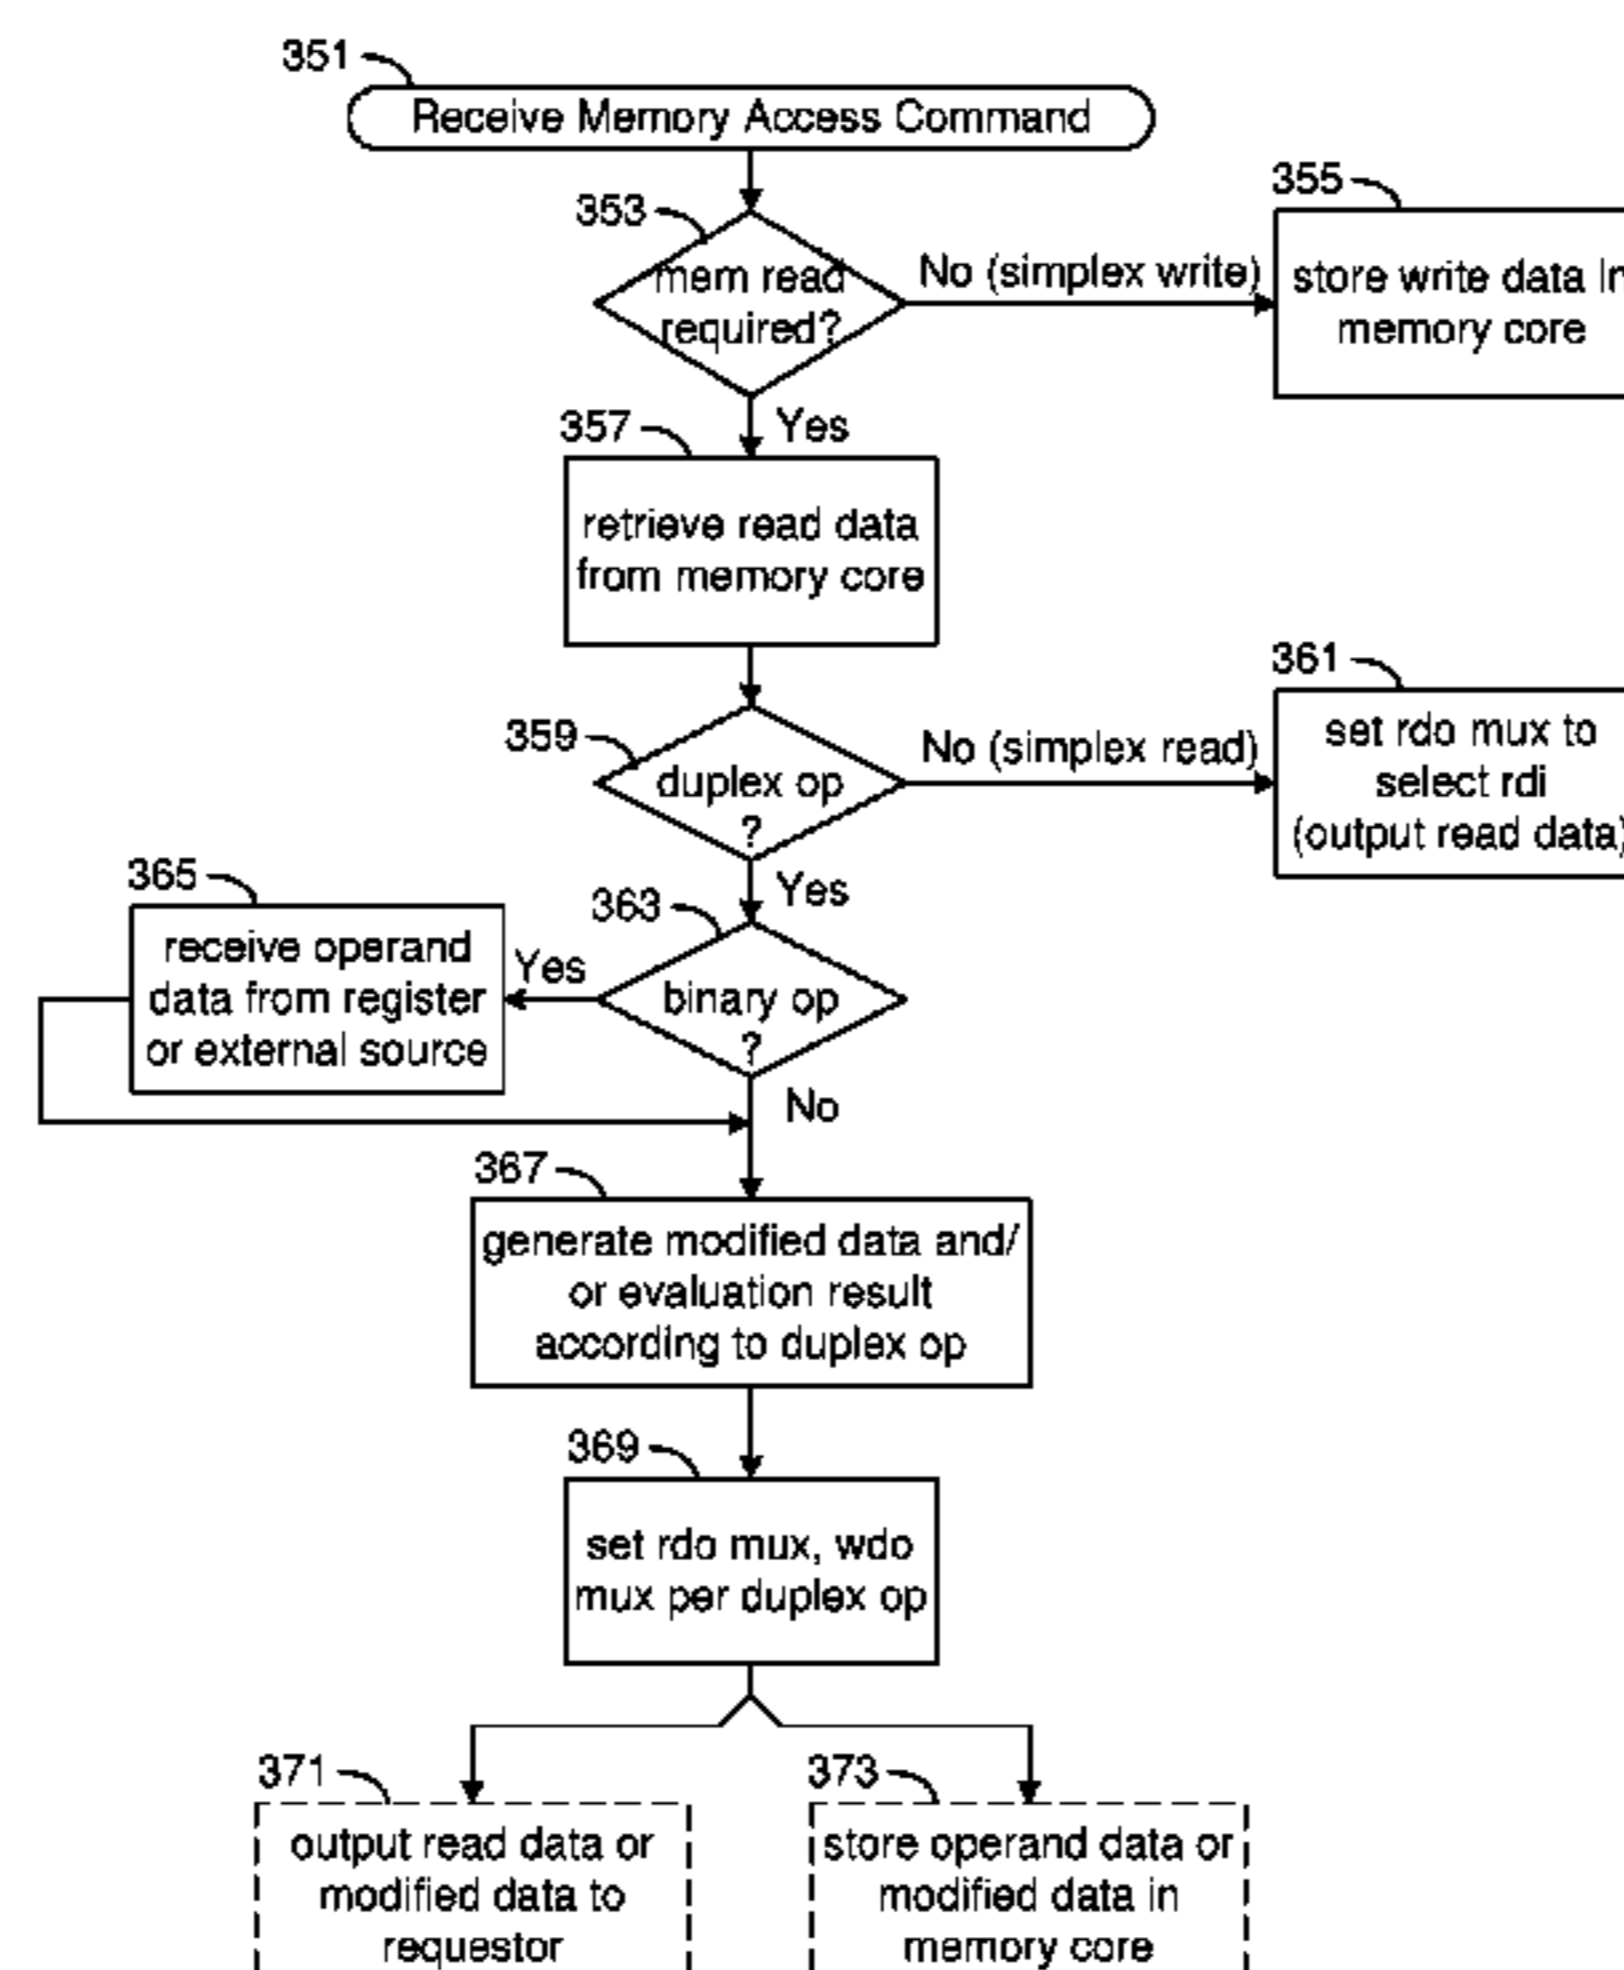 351
Receive Memory Access Command
353
mem read
required?
No (simplex write)
355
store write data in
memory core
Yes
357
retrieve read data
from memory core
359
duplex op
?
No (simplex read)
361
set rdo mux to
select rdi
(output read data)
Yes
363
binary op
?
Yes
365
receive operand
data from register
or external source
No
367
generate modified data and/
or evaluation result
according to duplex op
369
set rdo mux, wdo
mux per duplex op
371
output read data or
modified data to
requestor
373
store operand data or
modified data in
memory core